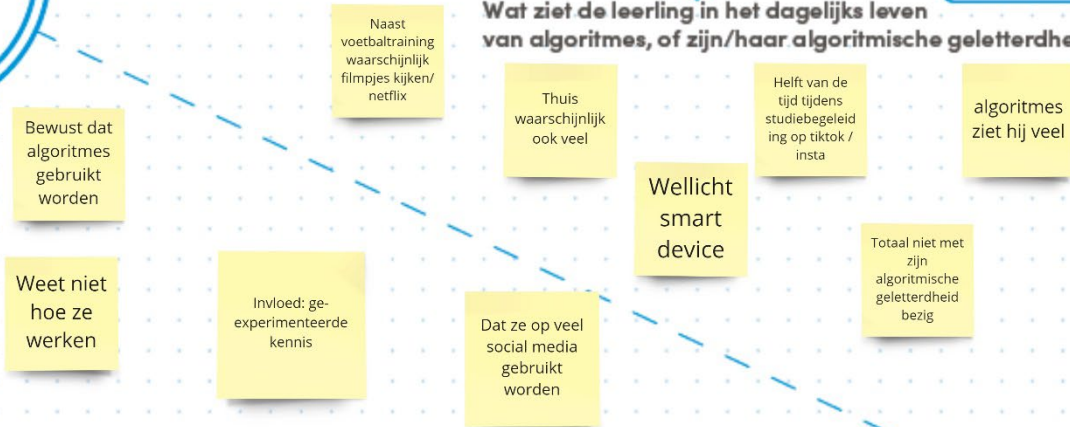 Wat ziet de leerling in het dagelijks leven
van algoritmes, of zijn/haar algoritmische
Naast
voetbaltraining
waarschijnlijk
filmpjes kijken/
netflix
Bewust dat
algoritmes
gebruikt
worden
Thuis
waarschijnlijk
ook veel
Helft van de
tijd tijdens
studiebegeleid
ing op tiktok /
insta
algoritmes
ziet hij veel
Wellicht
smart
device
Weet niet
hoe ze
werken
Invloed: ge-
experimenteerde
kennis
Dat ze op veel
social media
gebruikt
worden
Totaal niet met
zijn
algoritmische
geletterdheid
bezig